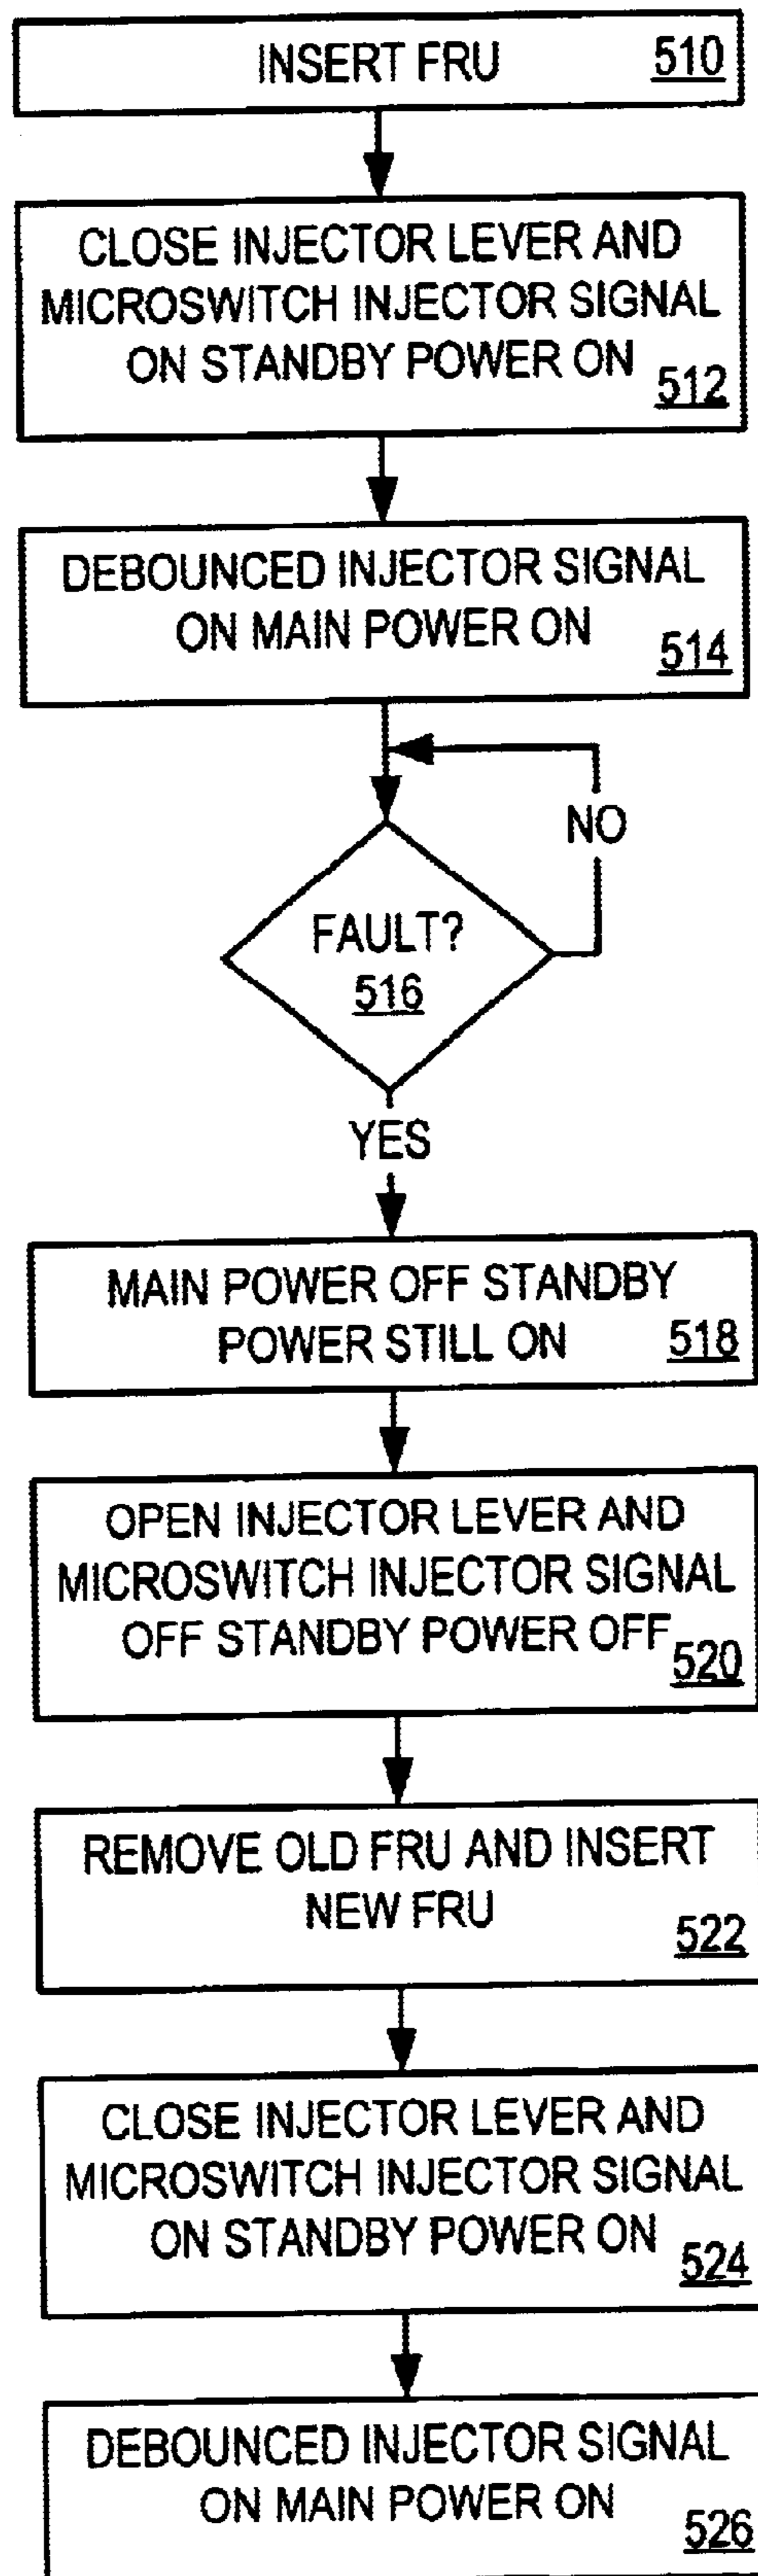 INSERT FRU 510
CLOSE INJECTOR LEVER AND
MICROSWITCH INJECTOR SIGNAL
ON STANDBY POWER ON 512
DEBOUNCED INJECTOR SIGNAL
ON MAIN POWER ON 514
NO
FAULT?
516
YES
MAIN POWER OFF STANDBY
POWER STILL ON 518
OPEN INJECTOR LEVER AND
MICROSWITCH INJECTOR SIGNAL
OFF STANDBY POWER OFF 520
REMOVE OLD FRU AND INSERT
NEW FRU 522
CLOSE INJECTOR LEVER AND
MICROSWITCH INJECTOR SIGNAL
ON STANDBY POWER ON 524
DEBOUNCED INJECTOR SIGNAL
ON MAIN POWER ON 526